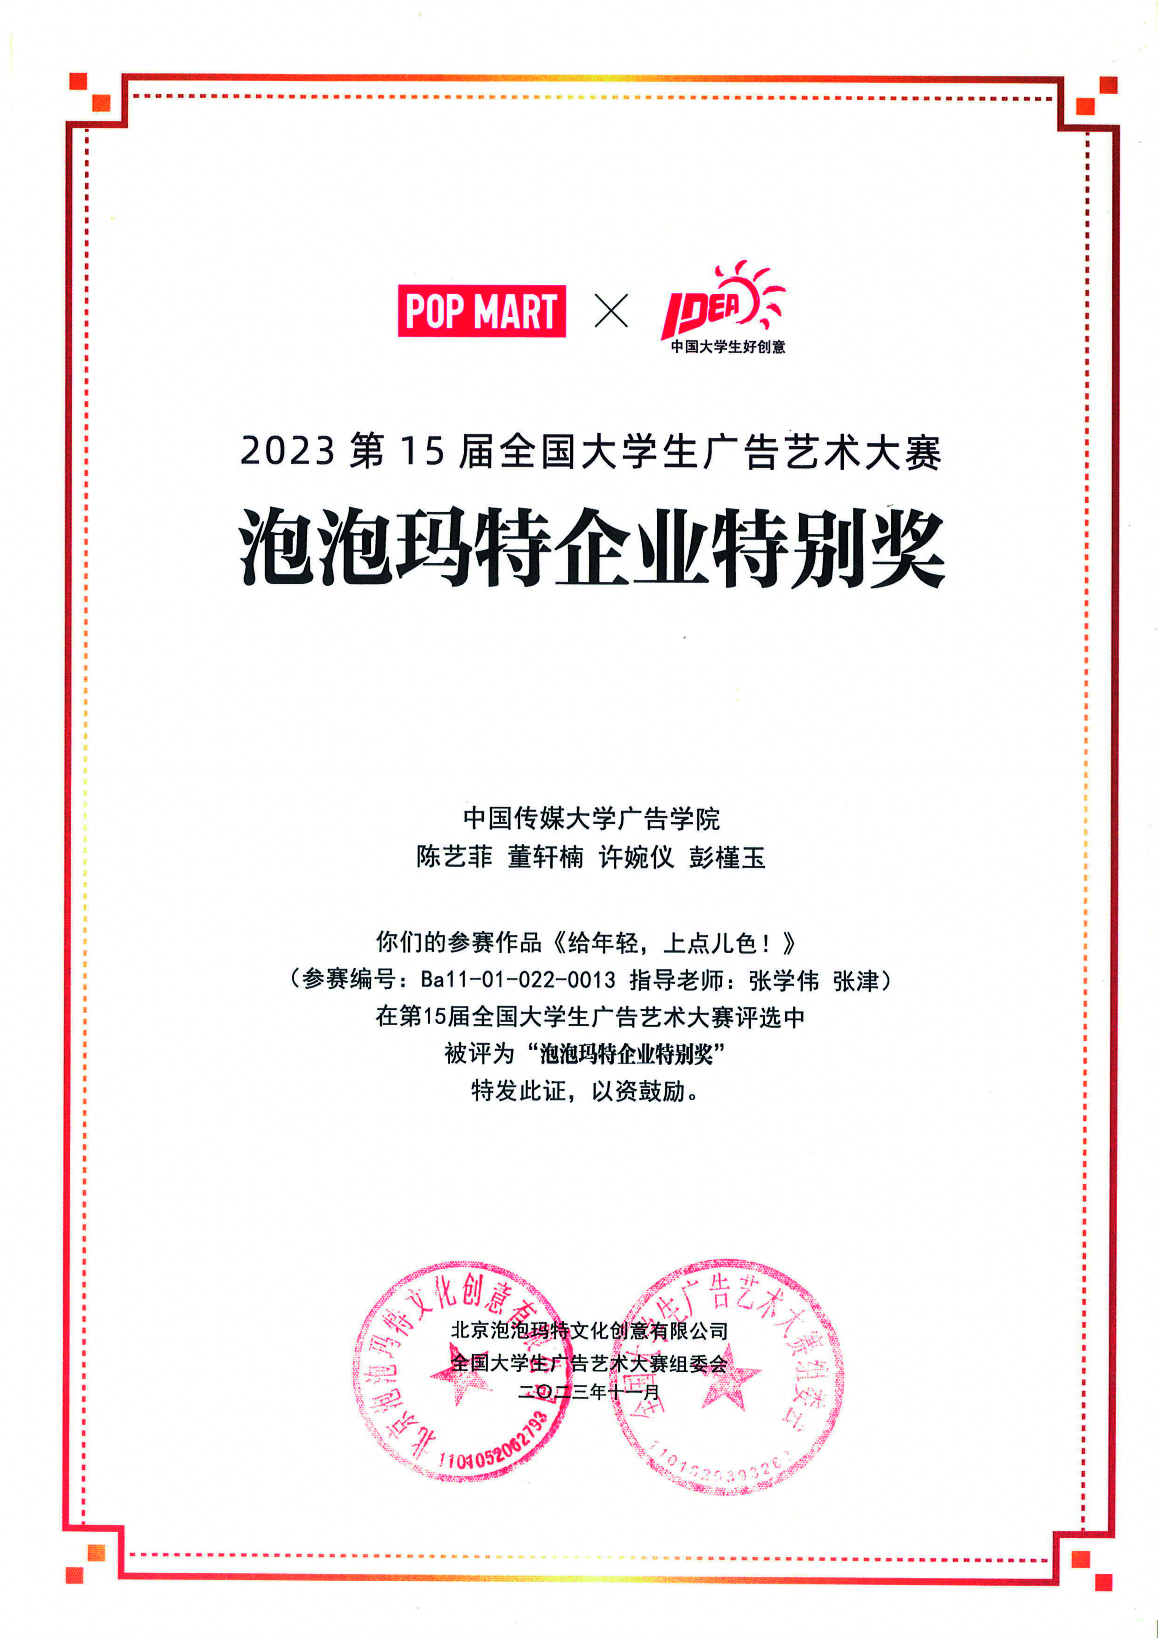 POP MART
IDEA
中国大学生好创意
2023 第 15 届全国大学生广告艺术大赛
泡泡玛特企业特别奖
中国传媒大学广告学院
陈艺菲 董轩楠 许婉仪 彭槿玉
你们的参赛作品《给年轻，上点儿色！》
（参赛编号：Ba11-01-022-0013 指导老师：张学伟 张津）
在第15届全国大学生广告艺术大赛评选中
被评为“泡泡玛特企业特别奖”
特发此证，以资鼓励。
北京泡泡玛特文化创意有限公司
全国大学生广告艺术大赛组委会
二〇二三年十一月
北京泡泡玛特文化创意有限公司
1101052062793
全国大学生广告艺术大赛组委会